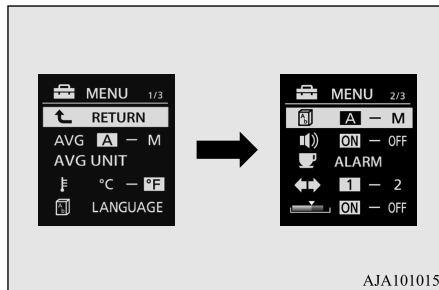 MENU 1/3
RETURN
AVG A – M
AVG UNIT
°C – °F
LANGUAGE
MENU 2/3
A – M
ON – OFF
ALARM
1 – 2
ON – OFF
AJA101015